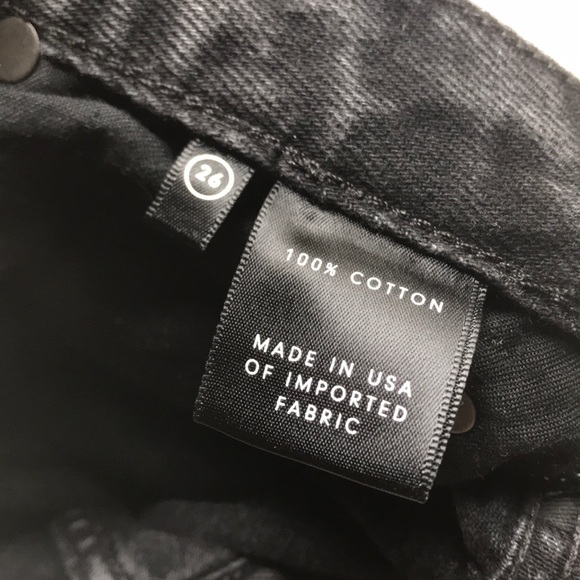 26
100% COTTON
MADE IN USA
OF IMPORTED
FABRIC